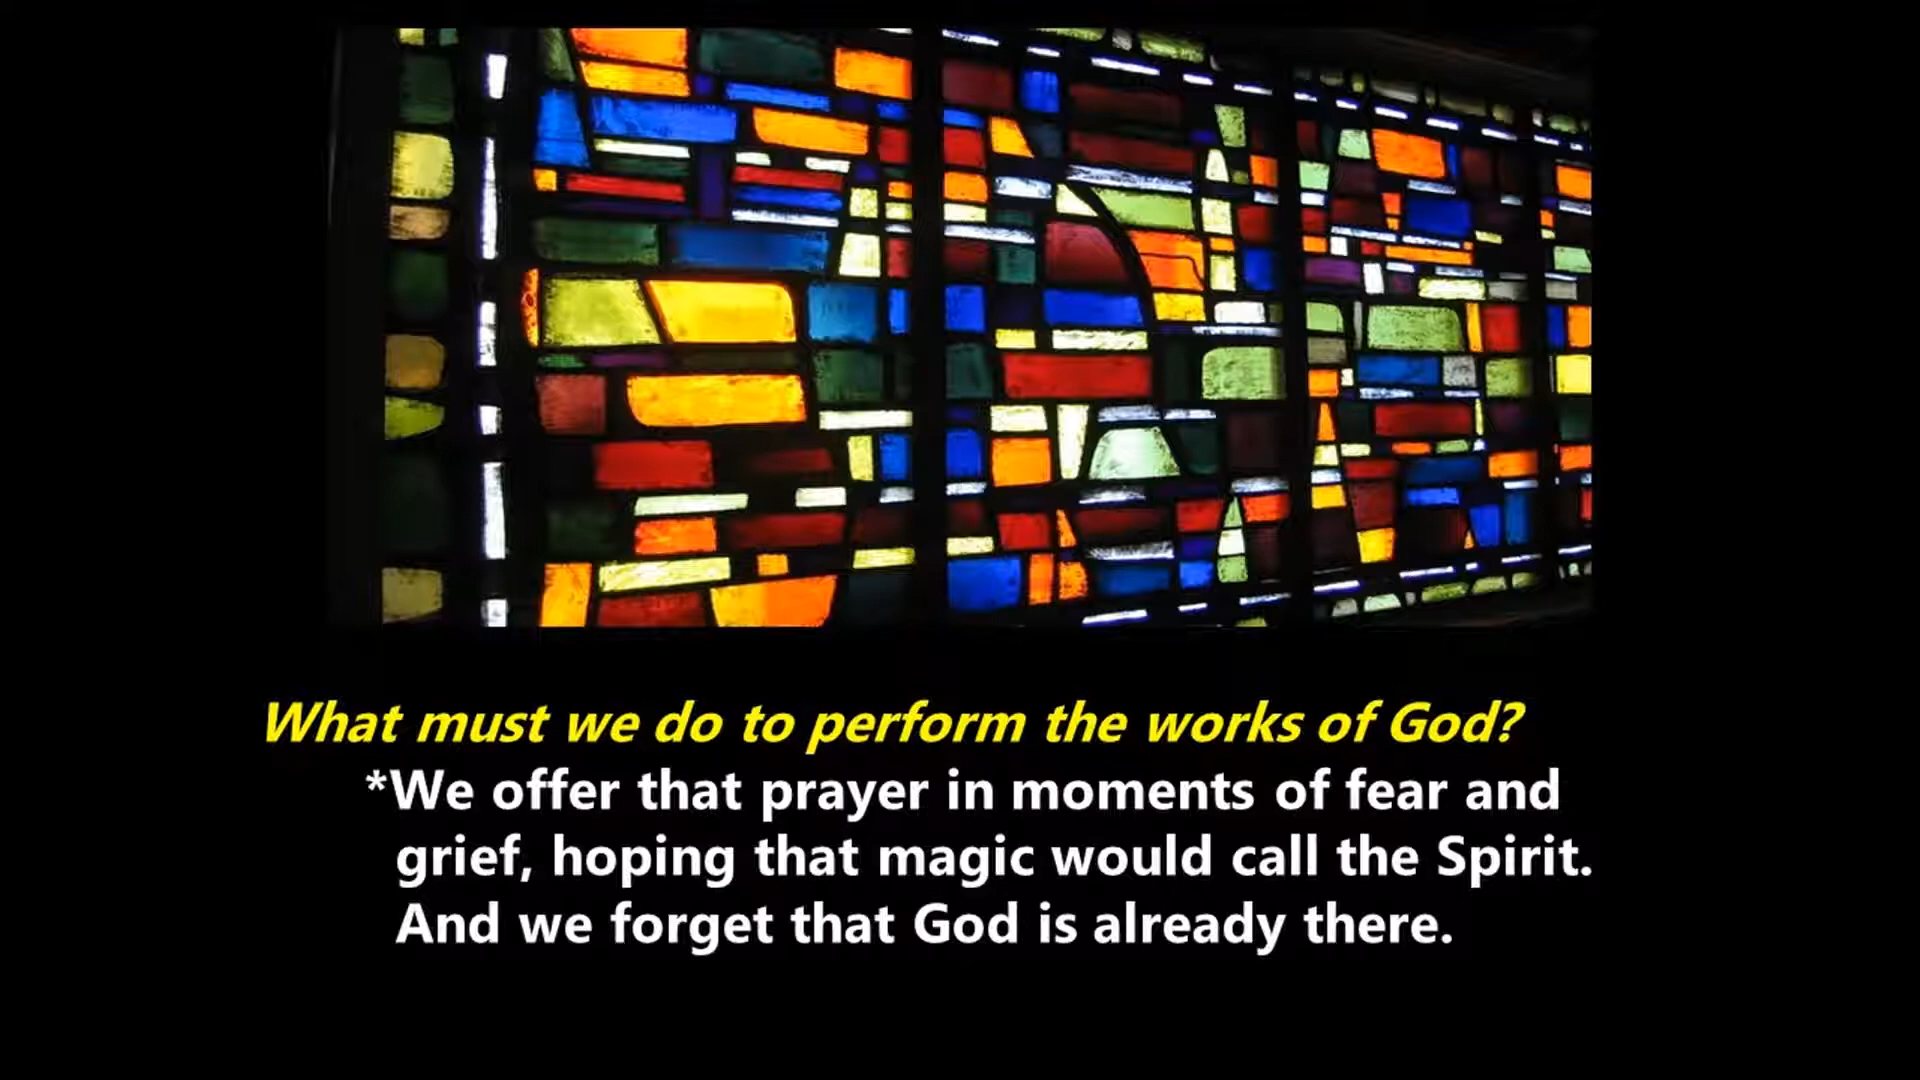 What must we do to perform the works of God?
*We offer that prayer in moments of fear and
grief, hoping that magic would call the Spirit.
And we forget that God is already there.